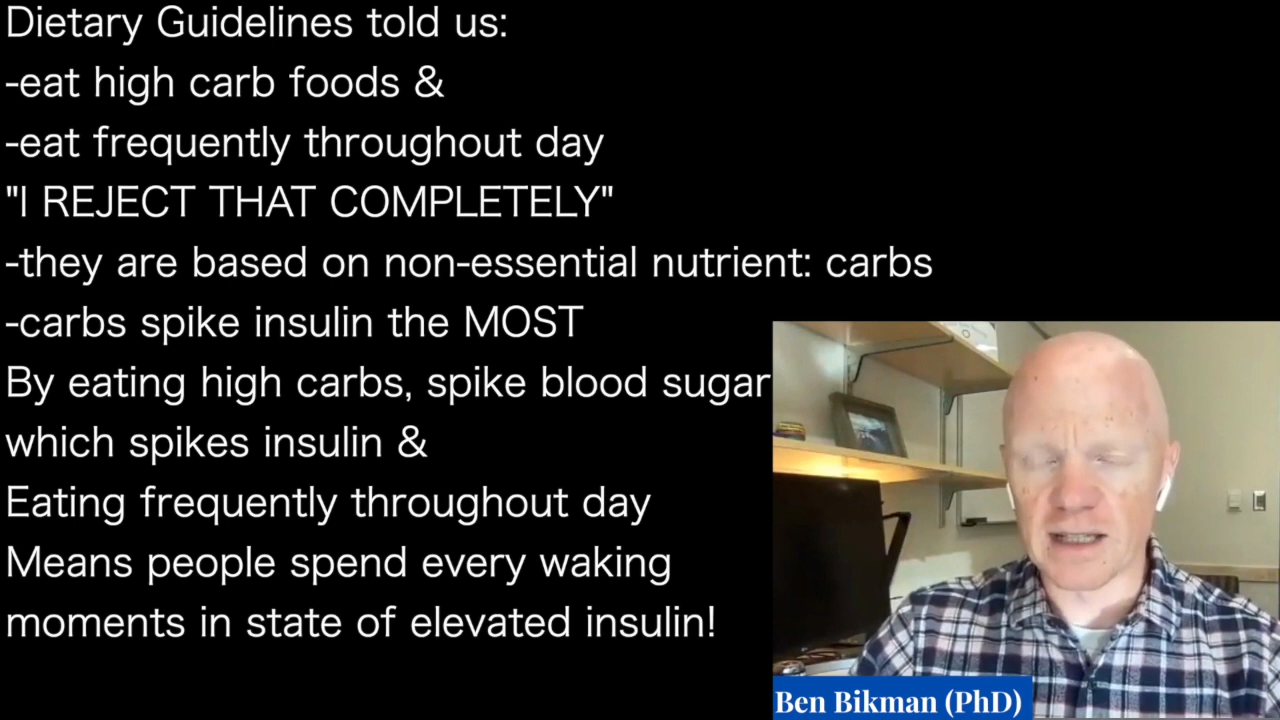 Dietary Guidelines told us:
-eat high carb foods &
-eat frequently throughout day
"I REJECT THAT COMPLETELY"
-they are based on non-essential nutrient: carbs
-carbs spike insulin the MOST
By eating high carbs, spike blood sugar
which spikes insulin &
Eating frequently throughout day
Means people spend every waking
moments in state of elevated insulin!
Ben Bikman (PhD)